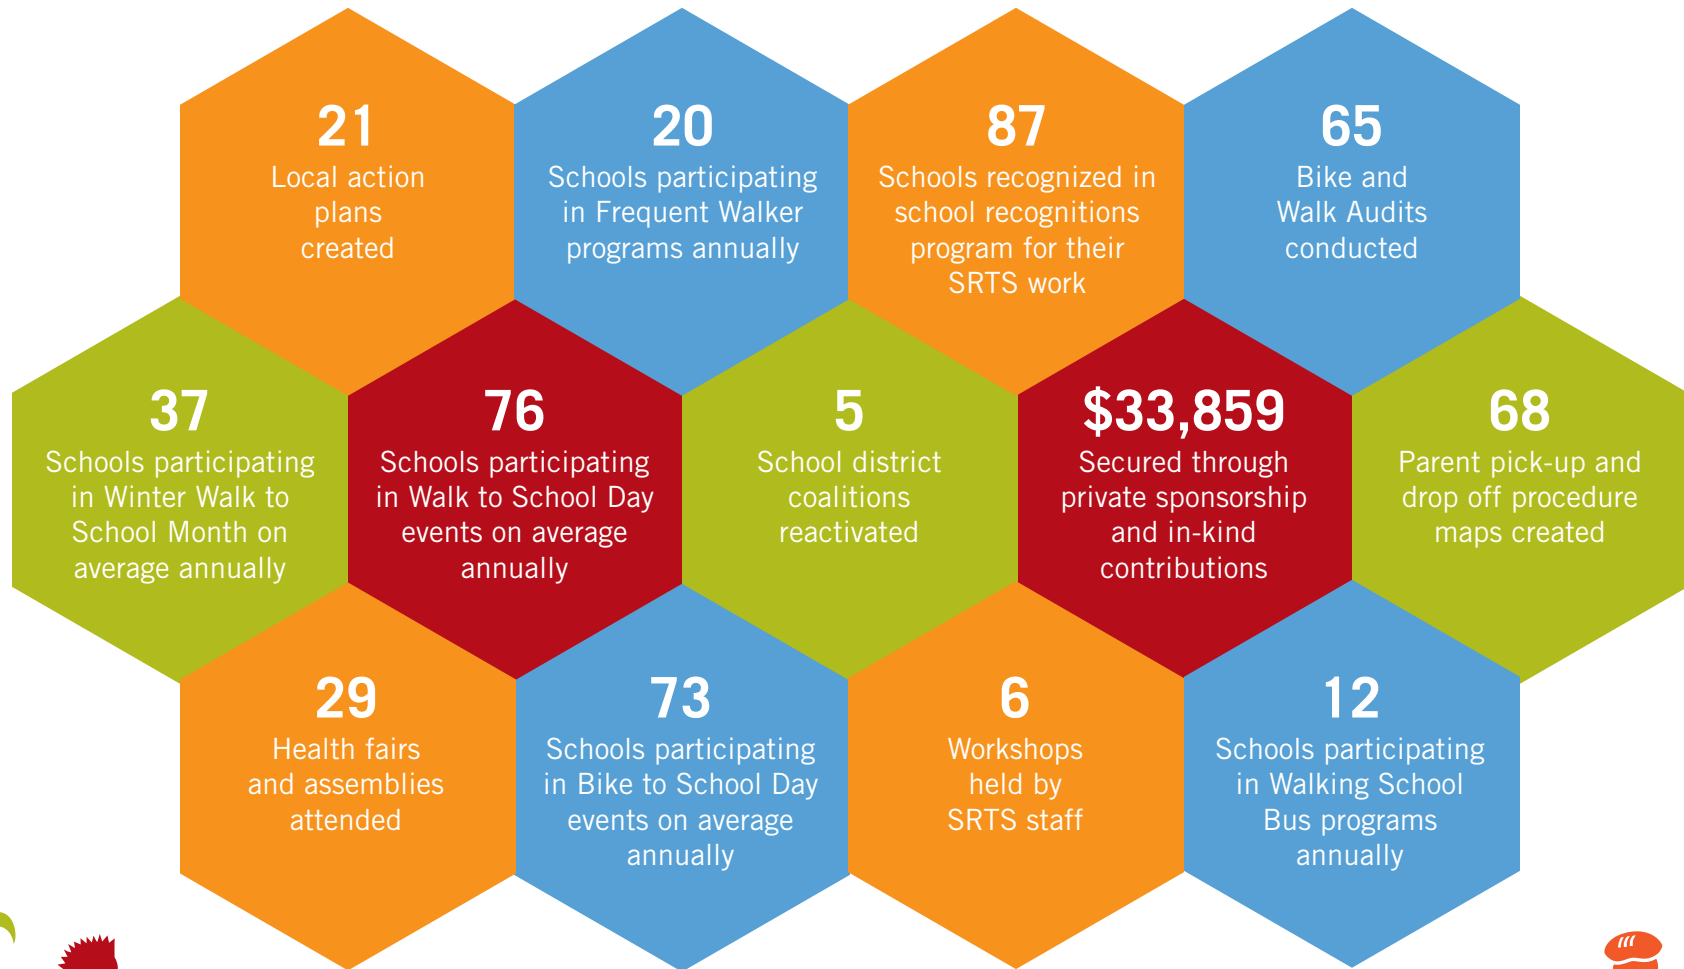 21
Local action
plans
created
20
Schools participating
in Frequent Walker
programs annually
87
Schools recognized in
school recognitions
program for their
SRTS work
65
Bike and
Walk Audits
conducted
37
Schools participating
in Winter Walk to
School Month on
average annually
76
Schools participating
in Walk to School Day
events on average
annually
5
School district
coalitions
reactivated
$33,859
Secured through
private sponsorship
and in-kind
contributions
68
Parent pick-up and
drop off procedure
maps created
29
Health fairs
and assemblies
attended
73
Schools participating
in Bike to School Day
events on average
annually
6
Workshops
held by
SRTS staff
12
Schools participating
in Walking School
Bus programs
annually